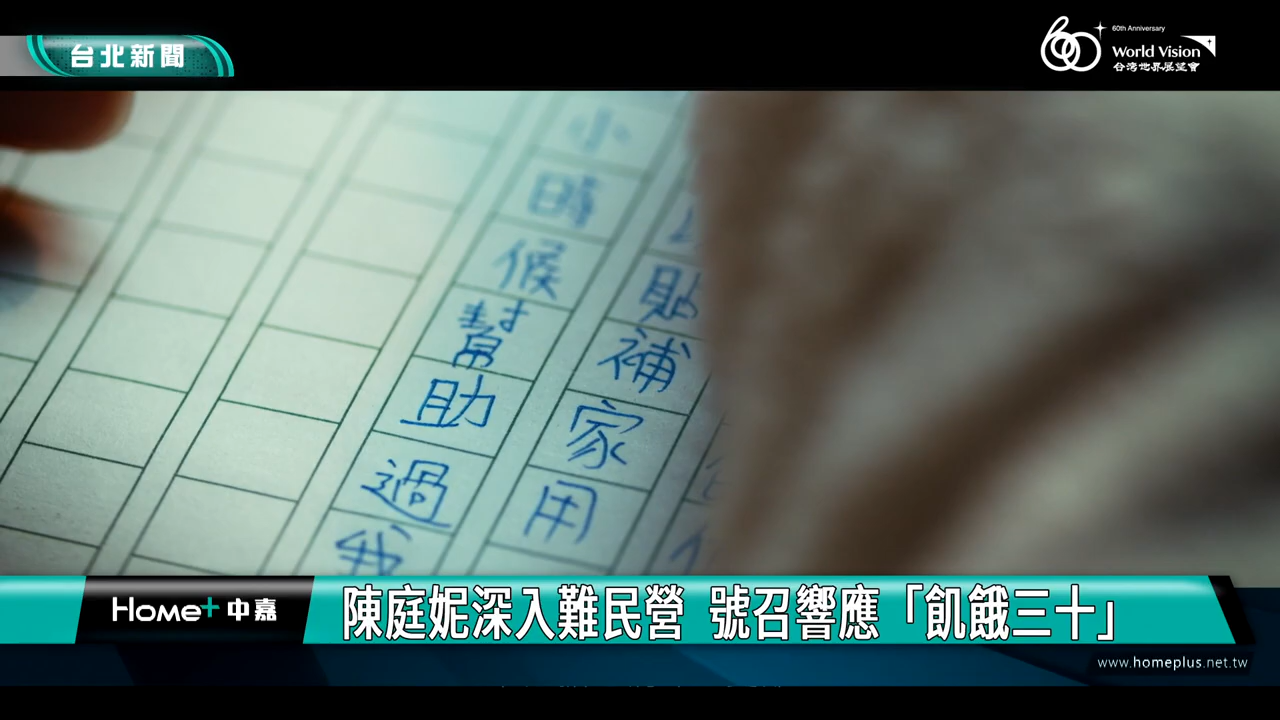 台北新聞
60th Anniversary
World Vision
台灣世界展望會
貼補家用
小時候幫助過我
Home+中嘉
陳庭妮深入難民營 號召響應「飢餓三十」
www.homeplus.net.tw